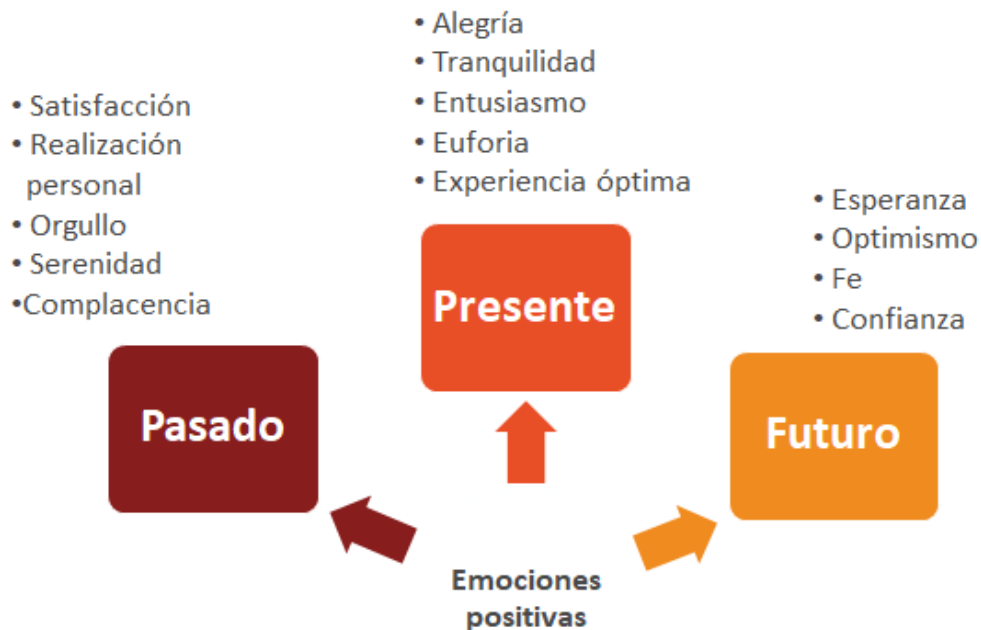 • Satisfacción
• Realización
personal
• Orgullo
• Serenidad
•Complacencia
Pasado
• Alegría
• Tranquilidad
• Entusiasmo
• Euforia
• Experiencia óptima
Presente
• Esperanza
• Optimismo
• Fe
• Confianza
Futuro
Emociones
positivas